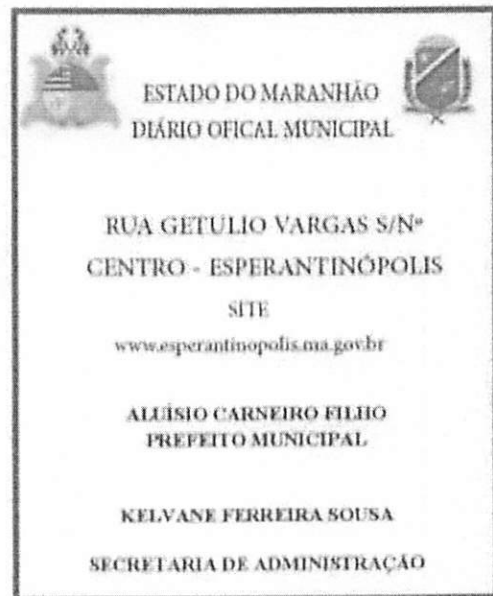 ESTADO DO MARANHÃO
DIÁRIO OFICAL MUNICIPAL
RUA GETULIO VARGAS S/Nº
CENTRO - ESPERANTINÓPOLIS
SITE
www.esperantinopolis.ma.gov.br
ALUÍSIO CARNEIRO FILHO
PREFEITO MUNICIPAL
KELVANE FERREIRA SOUSA
SECRETARIA DE ADMINISTRAÇÃO